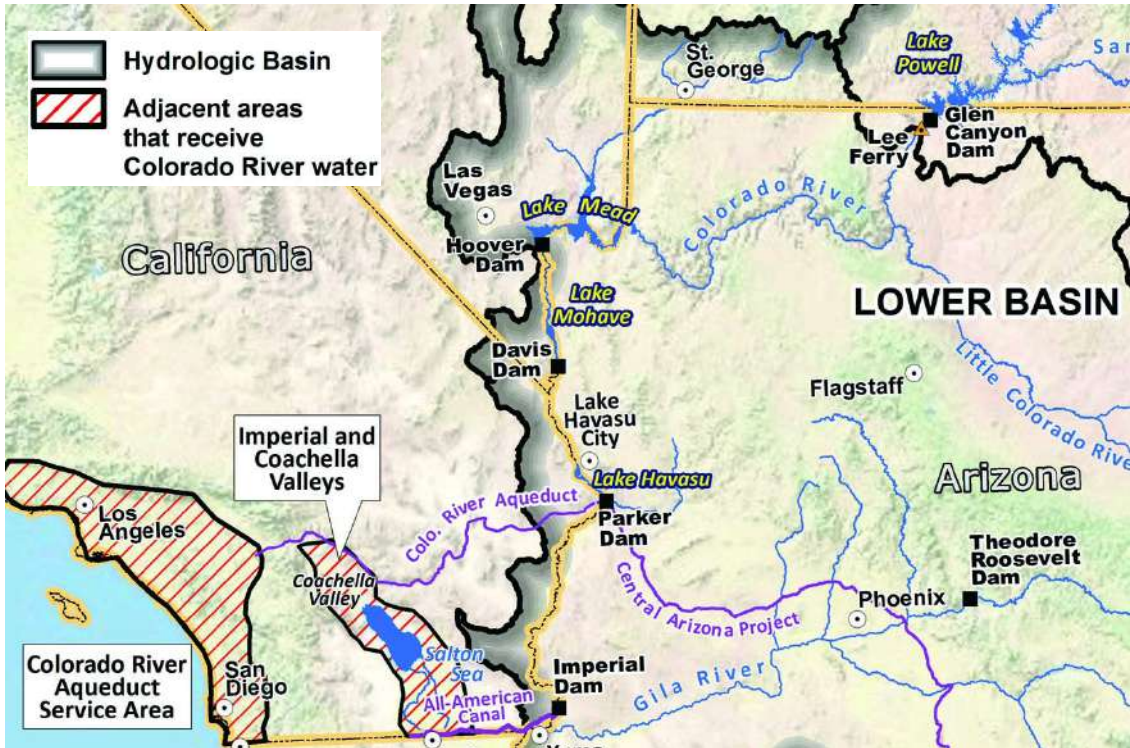 Hydrologic Basin
Adjacent areas
that receive
Colorado River water
St.
George
Lake
Powell
San
Glen
Canyon
Dam
Lee
Ferry
Las
Vegas
Lake Mead
Colorado River
Hoover
Dam
California
Lake
Mohave
LOWER BASIN
Davis
Dam
Flagstaff
Little Colorado River
Lake
Havasu
City
Imperial and
Coachella
Valleys
Lake Havasu
Arizona
Los
Angeles
Colo. River Aqueduct
Parker
Dam
Theodore
Roosevelt
Dam
Coachella
Valley
Central Arizona Project
Phoenix
Colorado River
Aqueduct
Service Area
San
Diego
Salton
Sea
Imperial
Dam
Gila River
All-American
Canal